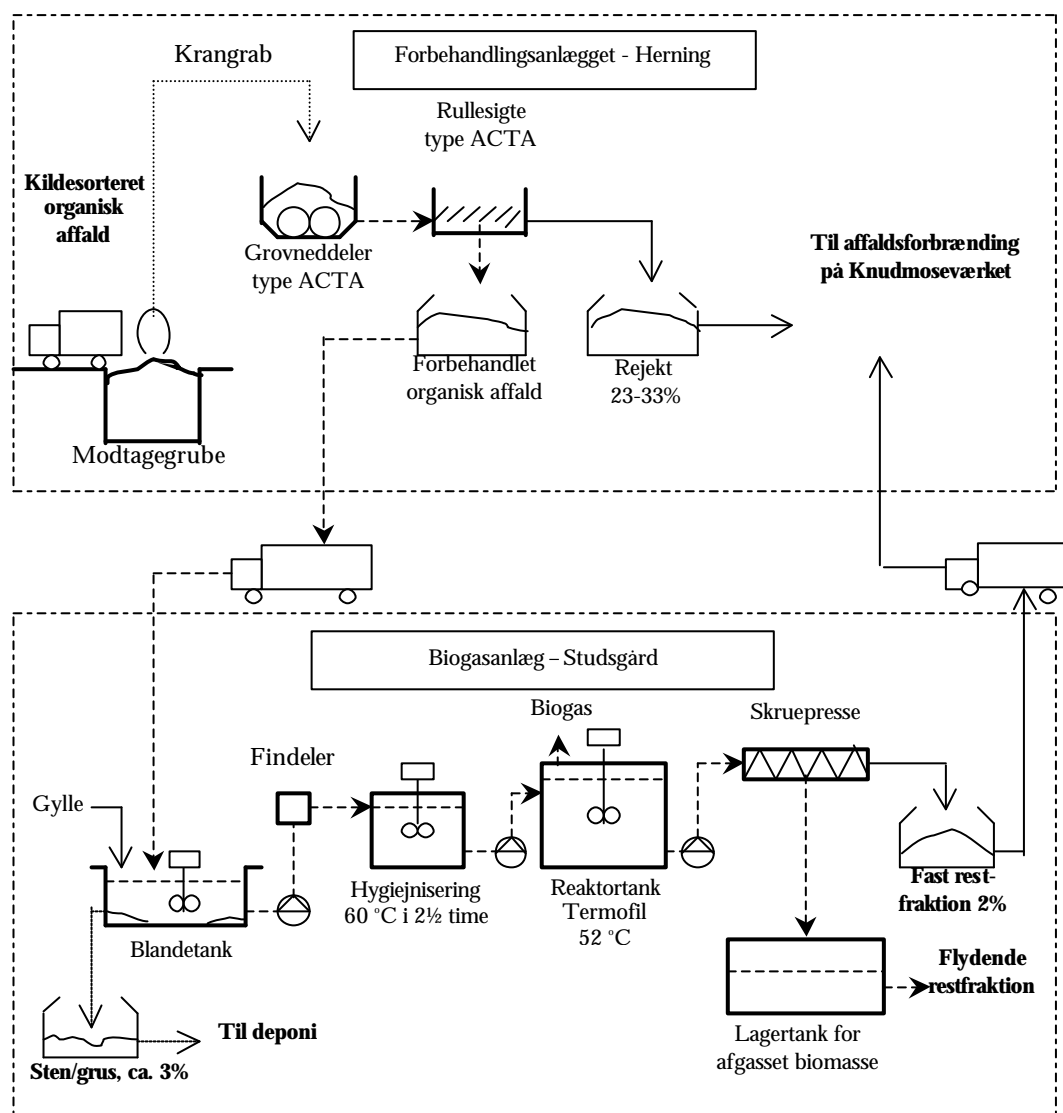 Krangrab
Forbehandlingsanlægget - Herning
Rullesigte
type ACTA
Kildesorteret
organisk
affald
Grovneddeler
type ACTA
Til affaldsforbrænding
på Knudmoseværket
Forbehandlet
organisk affald
Rejekt
23-33%
Modtagegrube
Biogasanlæg – Studsgård
Biogas
Skruepresse
Findeler
Gylle
Hygiejnisering
60 °C i 2½ time
Reaktortank
Termofil
52 °C
Fast rest-
fraktion 2%
Blandetank
Flydende
restfraktion
Til deponi
Sten/grus, ca. 3%
Lagertank for
afgasset biomasse